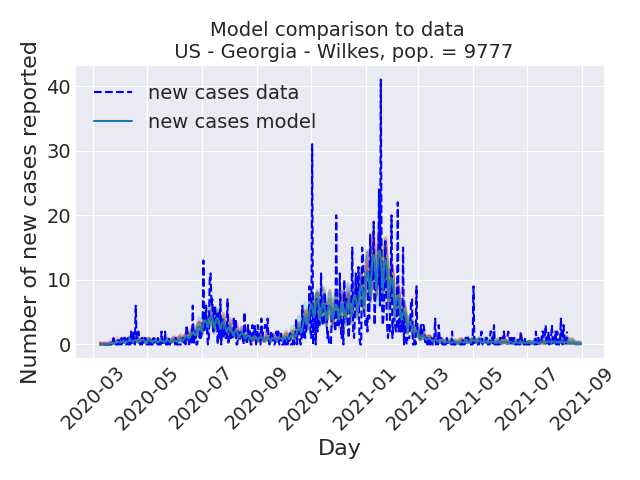 Model comparison to data
US - Georgia - Wilkes, pop. = 9777
Number of new cases reported
40
30
20
10
0
new cases data
new cases model
2020-03
2020-05
2020-07
2020-09
2020-11
2021-01
2021-03
2021-05
2021-07
2021-09
Day